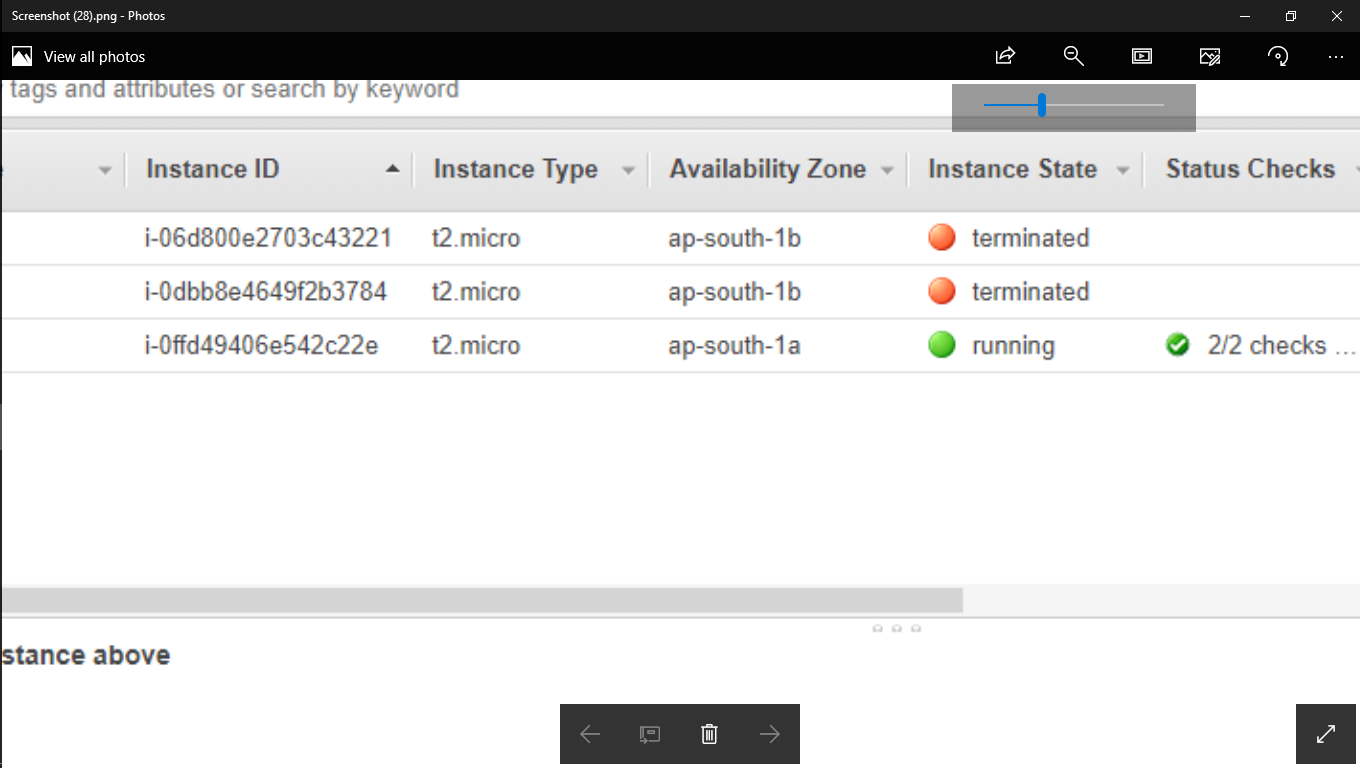 Screenshot (28).png - Photos
View all photos
tags and attributes or search by keyword
Instance ID Instance Type Availability Zone Instance State Status Checks
i-06d800e2703c43221 t2.micro ap-south-1b terminated
i-0dbb8e4649f2b3784 t2.micro ap-south-1b terminated
i-0ffd49406e542c22e t2.micro ap-south-1a running 2/2 checks ...
stance above